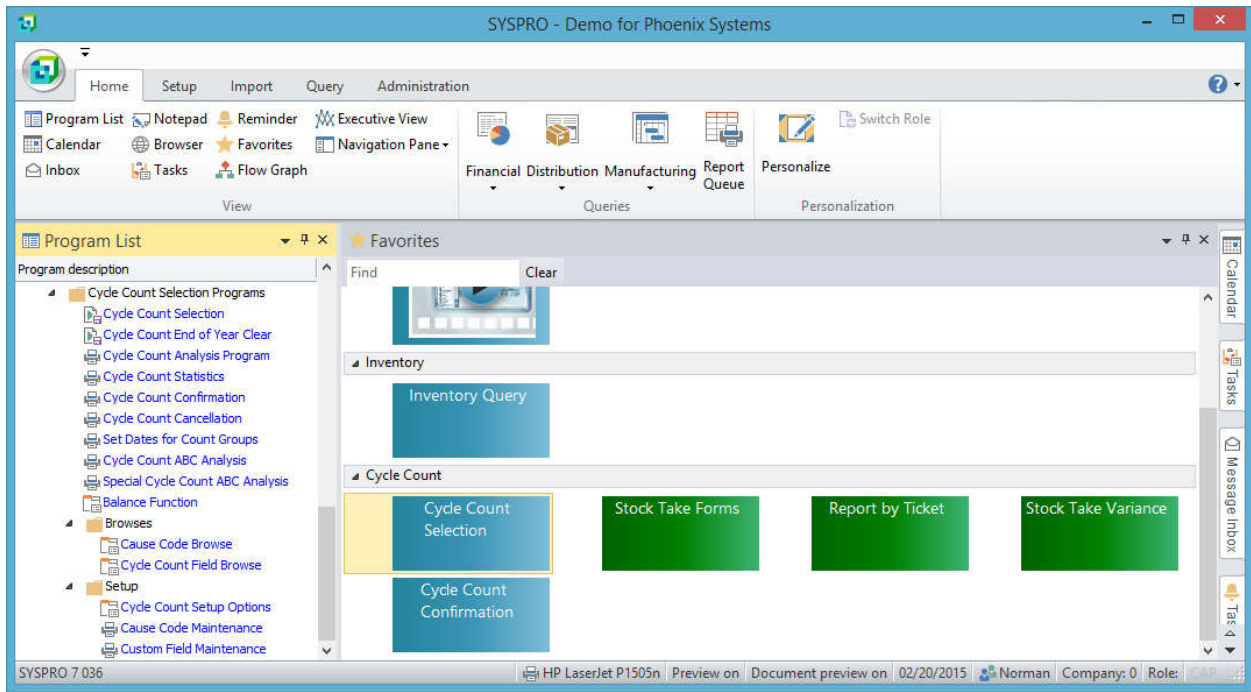 SYSPRO - Demo for Phoenix Systems
Home Setup Import Query Administration
Program List Notepad Reminder Executive View
Calendar Browser Favorites Navigation Pane
Inbox Tasks Flow Graph
View
Financial Distribution Manufacturing Report Queue
Queries
Personalize
Switch Role
Personalization
Program List
Program description
Cycle Count Selection Programs
Cycle Count Selection
Cycle Count End of Year Clear
Cycle Count Analysis Program
Cycle Count Statistics
Cycle Count Confirmation
Cycle Count Cancellation
Set Dates for Count Groups
Cycle Count ABC Analysis
Special Cycle Count ABC Analysis
Balance Function
Browses
Cause Code Browse
Cycle Count Field Browse
Setup
Cycle Count Setup Options
Cause Code Maintenance
Custom Field Maintenance
Favorites
Find Clear
Inventory
Inventory Query
Cycle Count
Cycle Count
Selection
Stock Take Forms
Report by Ticket
Stock Take Variance
Cycle Count
Confirmation
Calendar
Tasks
Message Inbox
Tas
SYSPRO 7 036
HP LaserJet P1505n Preview on Document preview on 02/20/2015 Norman Company: 0 Role: